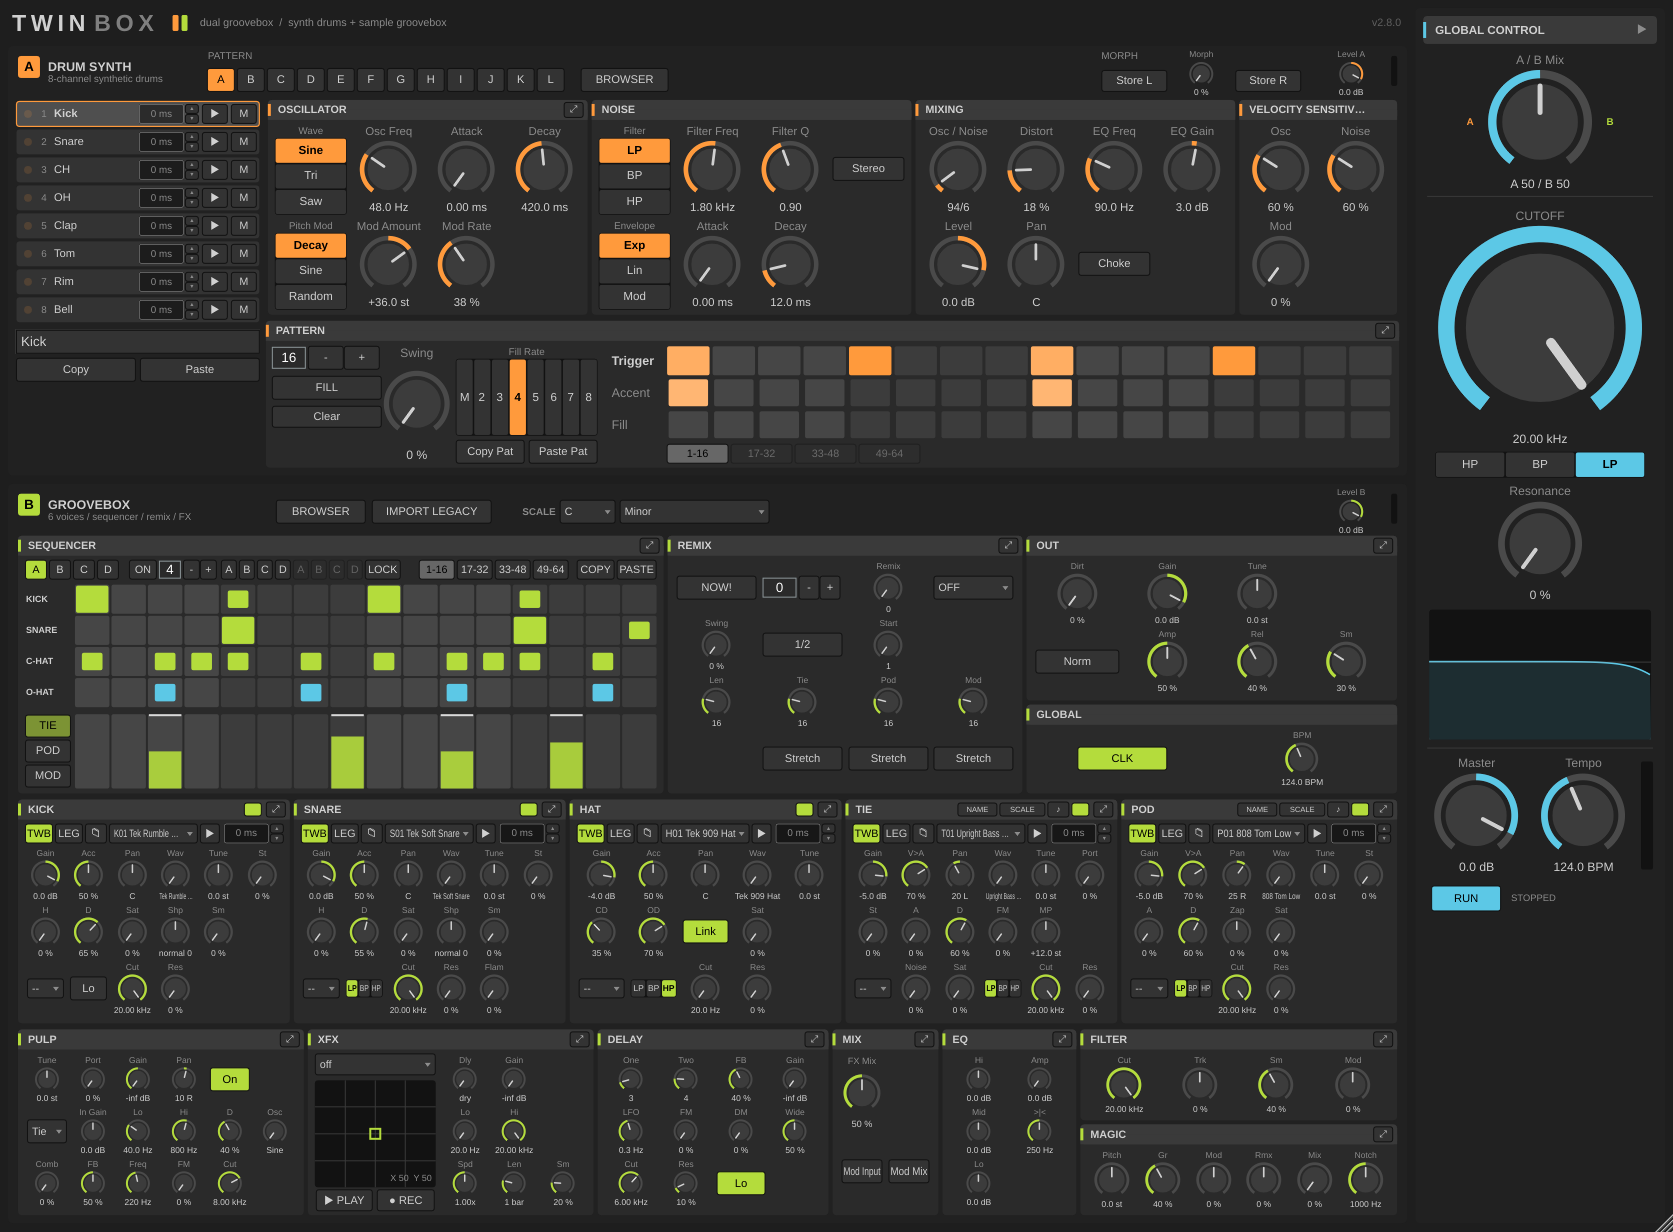 TWINBOX dual groovebox / synth drums + sample groovebox v2.8.0
GLOBAL CONTROL
A DRUM SYNTH
8-channel synthetic drums
PATTERN
A B C D E F G H I J K L BROWSER
MORPH
Store L
Morph
0 %
Store R
Level A
0.0 dB
1 Kick 0 ms M
2 Snare 0 ms M
3 CH 0 ms M
4 OH 0 ms M
5 Clap 0 ms M
6 Tom 0 ms M
7 Rim 0 ms M
8 Bell 0 ms M
Kick
Copy Paste
OSCILLATOR
Wave Osc Freq Attack Decay
Sine
Tri
Saw
48.0 Hz 0.00 ms 420.0 ms
Pitch Mod Mod Amount Mod Rate
Decay
Sine
Random
+36.0 st 38 %
NOISE
Filter Filter Freq Filter Q
LP
BP
HP
Stereo
1.80 kHz 0.90
Envelope Attack Decay
Exp
Lin
Mod
0.00 ms 12.0 ms
MIXING
Osc / Noise Distort EQ Freq EQ Gain
94/6 18 % 90.0 Hz 3.0 dB
Level Pan
Choke
0.0 dB C
VELOCITY SENSITIV...
Osc Noise
60 % 60 %
Mod
0 %
PATTERN
16 - +
FILL
Clear
Swing
0 %
Fill Rate
M 2 3 4 5 6 7 8
Copy Pat Paste Pat
Trigger
Accent
Fill
1-16 17-32 33-48 49-64
B GROOVEBOX
6 voices / sequencer / remix / FX
BROWSER IMPORT LEGACY SCALE C Minor
Level B
0.0 dB
SEQUENCER
A B C D ON 4 - + A B C D A B C D LOCK 1-16 17-32 33-48 49-64 COPY PASTE
KICK
SNARE
C-HAT
O-HAT
TIE
POD
MOD
REMIX
NOW! 0 - +
Remix
0
OFF
Swing
0 %
1/2
Start
1
Len Tie Pod Mod
16 16 16 16
Stretch Stretch Stretch
OUT
Dirt Gain Tune
0 % 0.0 dB 0.0 st
Norm
Amp Rel Sm
50 % 40 % 30 %
GLOBAL
CLK
BPM
124.0 BPM
KICK
TWB LEG K01 Tek Rumble ... 0 ms
Gain Acc Pan Wav Tune St
0.0 dB 50 % C Tek Rumble ... 0.0 st 0 %
H D Sat Shp Sm
0 % 65 % 0 % normal 0 0 %
-- Lo
Cut Res
20.00 kHz 0 %
SNARE
TWB LEG S01 Tek Soft Snare 0 ms
Gain Acc Pan Wav Tune St
0.0 dB 50 % C Tek Soft Snare 0.0 st 0 %
H D Sat Shp Sm
0 % 55 % 0 % normal 0 0 %
-- LP BP HP
Cut Res Flam
20.00 kHz 0 % 0 %
HAT
TWB LEG H01 Tek 909 Hat 0 ms
Gain Acc Pan Wav Tune
-4.0 dB 50 % C Tek 909 Hat 0.0 st
CD OD Link Sat
35 % 70 % 0 %
-- LP BP HP
Cut Res
20.0 Hz 0 %
TIE NAME SCALE ♪
TWB LEG T01 Upright Bass ... 0 ms
Gain V>A Pan Wav Tune Port
-5.0 dB 70 % 20 L Upright Bass ... 0.0 st 0 %
St A D FM MP
0 % 0 % 60 % 0 % +12.0 st
-- Noise Sat LP BP HP Cut Res
0 % 0 % 20.00 kHz 0 %
POD NAME SCALE ♪
TWB LEG P01 808 Tom Low 0 ms
Gain V>A Pan Wav Tune St
-5.0 dB 70 % 25 R 808 Tom Low 0.0 st 0 %
A D Zap Sat
0 % 60 % 0 % 0 %
-- LP BP HP Cut Res
20.00 kHz 0 %
PULP
Tune Port Gain Pan On
0.0 st 0 % -inf dB 10 R
Tie In Gain Lo Hi D Osc
0.0 dB 40.0 Hz 800 Hz 40 % Sine
Comb FB Freq FM Cut
0 % 50 % 220 Hz 0 % 8.00 kHz
XFX
off
X 50 Y 50
PLAY REC
Dly Gain
dry -inf dB
Lo Hi
20.0 Hz 20.00 kHz
Spd Len Sm
1.00x 1 bar 20 %
DELAY
One Two FB Gain
3 4 40 % -inf dB
LFO FM DM Wide
0.3 Hz 0 % 0 % 50 %
Cut Res Lo
6.00 kHz 10 %
MIX
FX Mix
50 %
Mod Input Mod Mix
EQ
Hi Amp
0.0 dB 0.0 dB
Mid >|<
0.0 dB 250 Hz
Lo
0.0 dB
FILTER
Cut Trk Sm Mod
20.00 kHz 0 % 40 % 0 %
MAGIC
Pitch Gr Mod Rmx Mix Notch
0.0 st 40 % 0 % 0 % 0 % 1000 Hz
A / B Mix
A B
A 50 / B 50
CUTOFF
20.00 kHz
HP BP LP
Resonance
0 %
Master Tempo
0.0 dB 124.0 BPM
RUN STOPPED